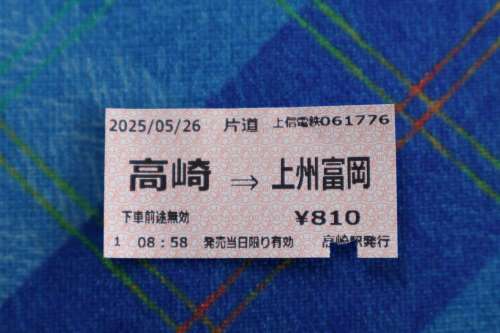 2025/05/26 片道 上信電鉄061776
高崎 ⇒ 上州富岡
下車前途無効 ¥810
1 08:58 発売当日限り有効 高崎駅発行